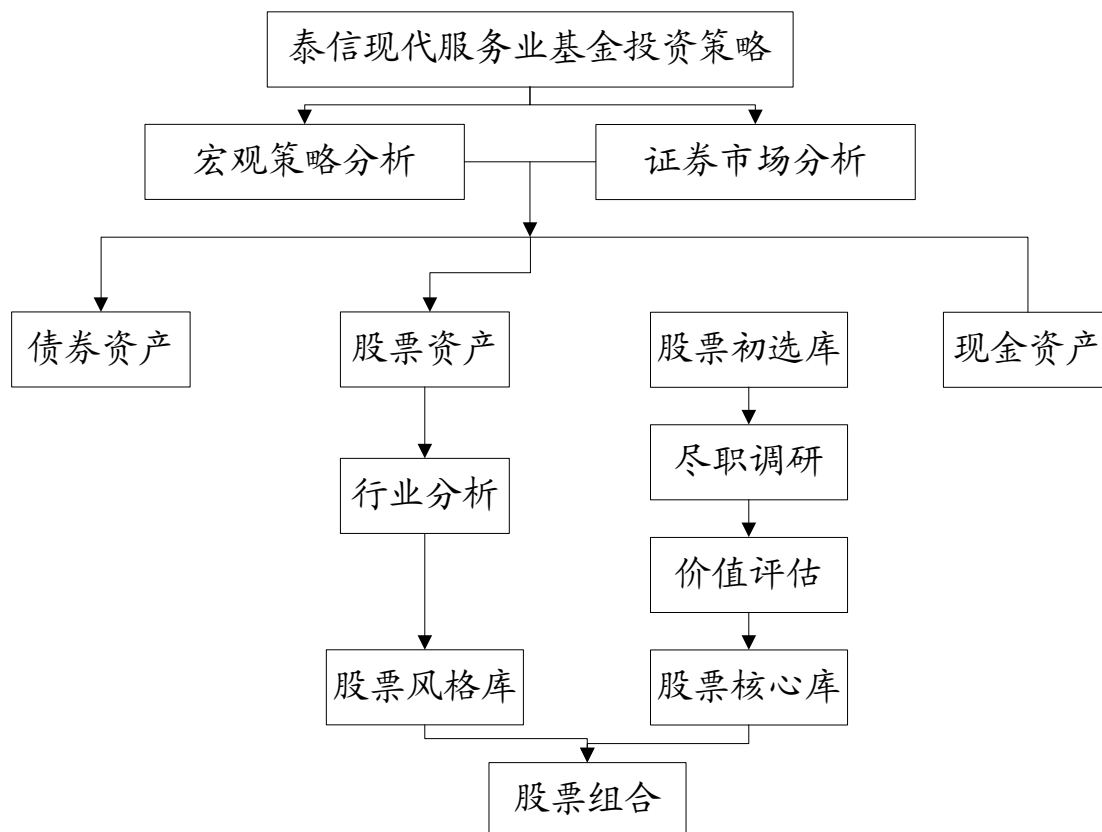 泰信现代服务业基金投资策略
宏观策略分析
证券市场分析
债券资产
股票资产
股票初选库
现金资产
尽职调研
行业分析
价值评估
股票风格库
股票核心库
股票组合